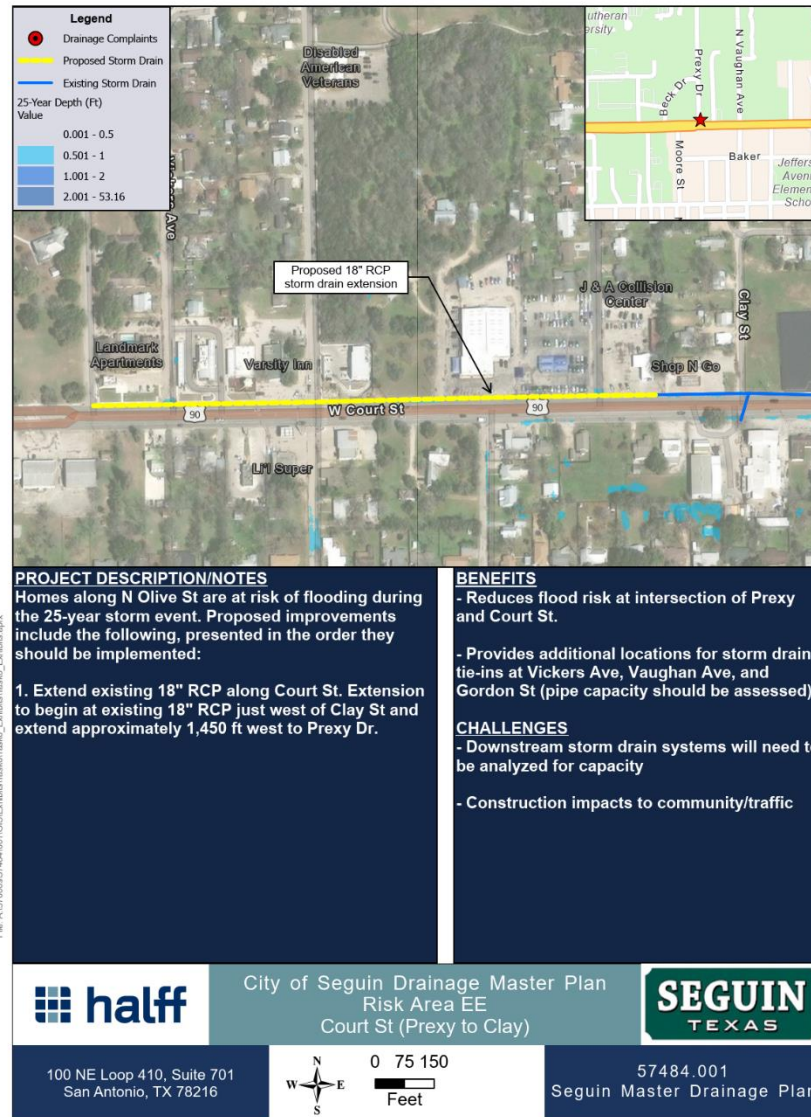 Legend
Drainage Complaints
Proposed Storm Drain
Existing Storm Drain
25-Year Depth (Ft)
Value
0.001 - 0.5
0.501 - 1
1.001 - 2
2.001 - 53.16
Disabled
American
Veterans
utheran
ersity
Beck Dr
Prexy Dr
N Vaughan Ave
Moore St
Baker
Jeffers
Avenu
Elemen
Scho
Ave
Proposed 18" RCP
storm drain extension
J & A Collision
Center
Clay St
Landmark
Apartments
Varsity Inn
Shop N Go
90
W Court St
90
Li'l Super
PROJECT DESCRIPTION/NOTES
Homes along N Olive St are at risk of flooding during
the 25-year storm event. Proposed improvements
include the following, presented in the order they
should be implemented:
1. Extend existing 18" RCP along Court St. Extension
to begin at existing 18" RCP just west of Clay St and
extend approximately 1,450 ft west to Prexy Dr.
BENEFITS
- Reduces flood risk at intersection of Prexy
and Court St.
- Provides additional locations for storm drain
tie-ins at Vickers Ave, Vaughan Ave, and
Gordon St (pipe capacity should be assessed)
CHALLENGES
- Downstream storm drain systems will need to
be analyzed for capacity
- Construction impacts to community/traffic
halff
City of Seguin Drainage Master Plan
Risk Area EE
Court St (Prexy to Clay)
SEGUIN
TEXAS
100 NE Loop 410, Suite 701
San Antonio, TX 78216
N
W E
S
0 75 150
Feet
57484.001
Seguin Master Drainage Plan